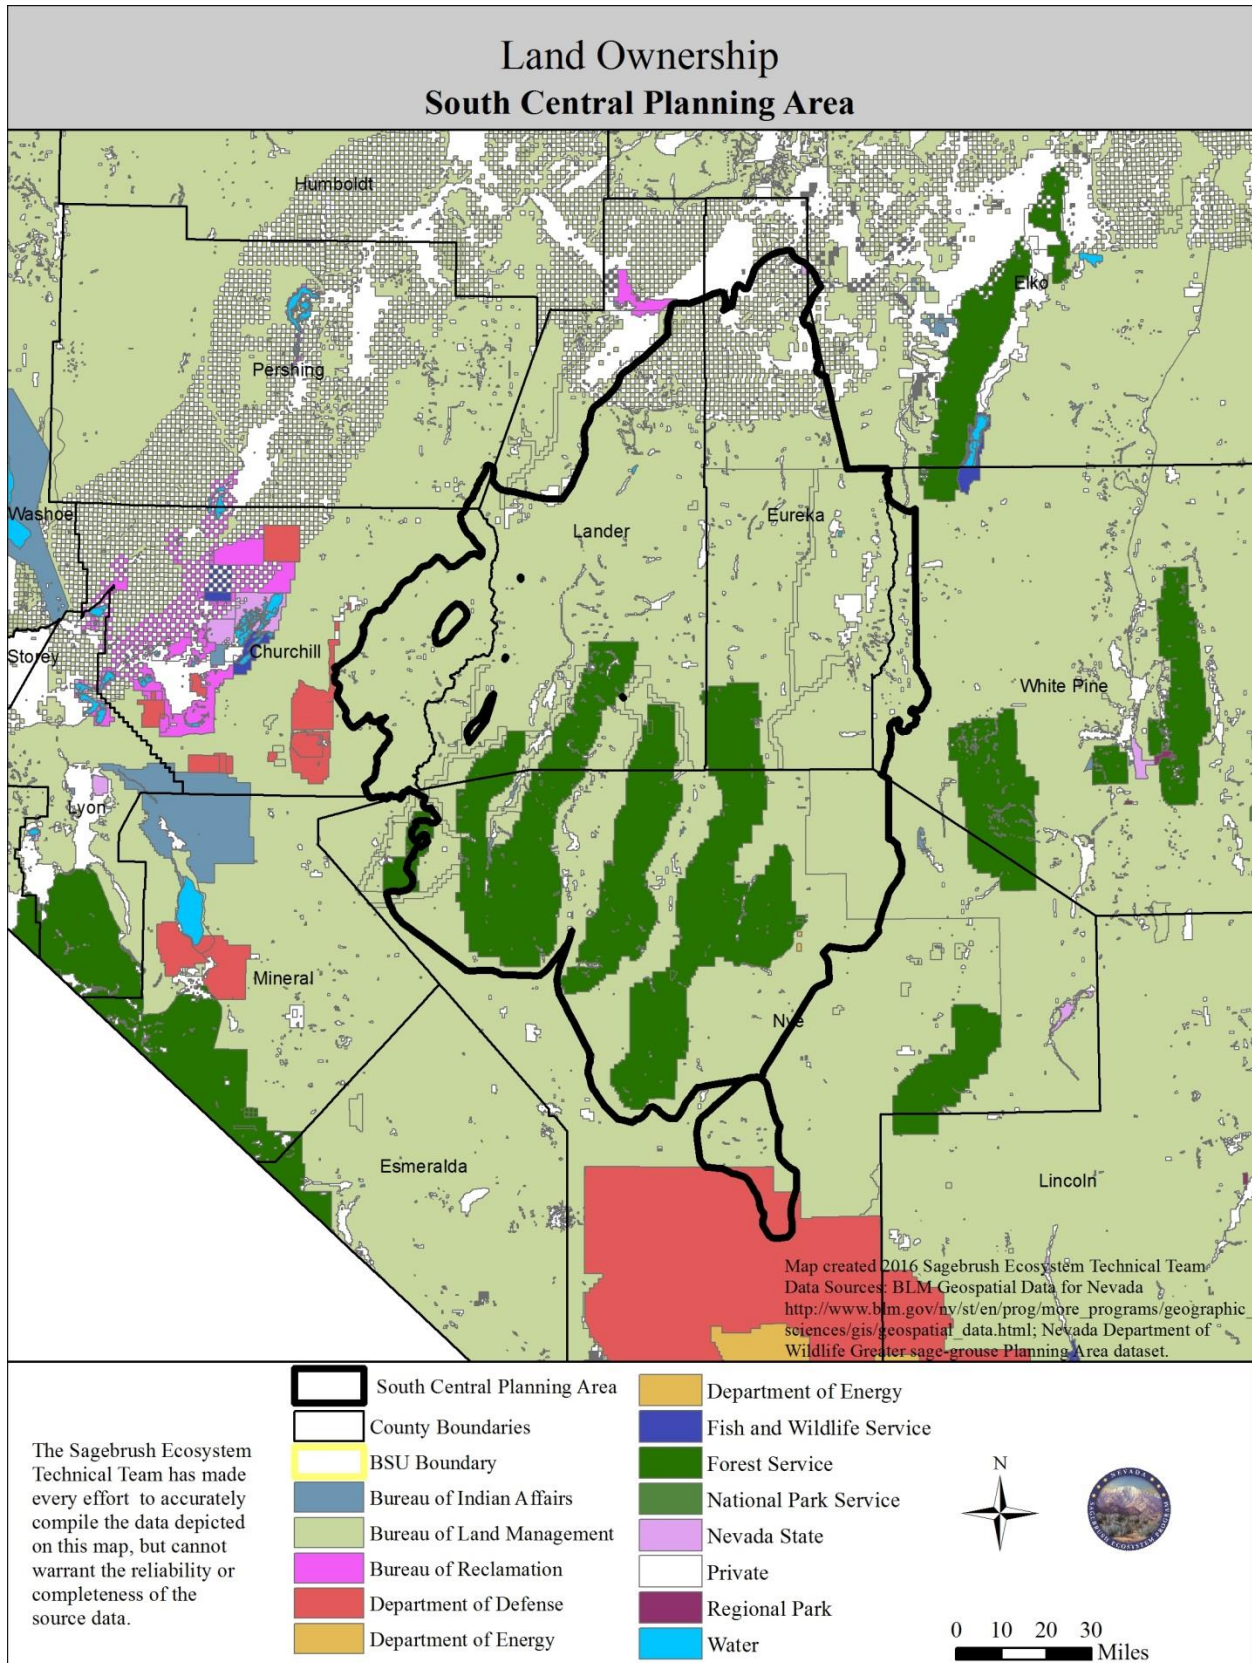 Land Ownership
South Central Planning Area
Humboldt
Elko
Pershing
Washoe
Lander
Eureka
Storey
Churchill
White Pine
Lyon
Mineral
Nye
Esmeralda
Lincoln
Map created 2016 Sagebrush Ecosystem Technical Team
Data Sources: BLM Geospatial Data for Nevada
http://www.blm.gov/nv/st/en/prog/more_programs/geographic_
sciences/gis/geospatial_data.html; Nevada Department of
Wildlife Greater sage-grouse Planning Area dataset.
The Sagebrush Ecosystem
Technical Team has made
every effort to accurately
compile the data depicted
on this map, but cannot
warrant the reliability or
completeness of the
source data.
South Central Planning Area
County Boundaries
BSU Boundary
Bureau of Indian Affairs
Bureau of Land Management
Bureau of Reclamation
Department of Defense
Department of Energy
Department of Energy
Fish and Wildlife Service
Forest Service
National Park Service
Nevada State
Private
Regional Park
Water
N
NEVADA
SAGEBRUSH ECOSYSTEM PROGRAM
0 10 20 30
Miles